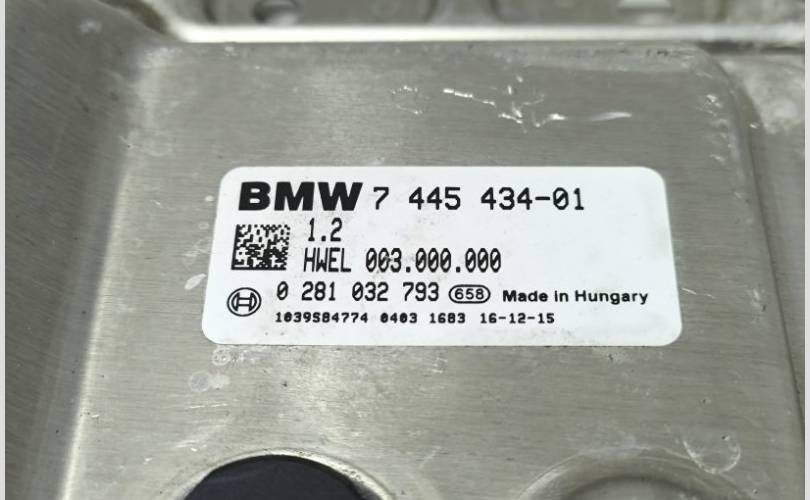 BMW 7 445 434-01
1.2
HWEL 003.000.000
0 281 032 793 658 Made in Hungary
1039S84774 0403 1683 16-12-15